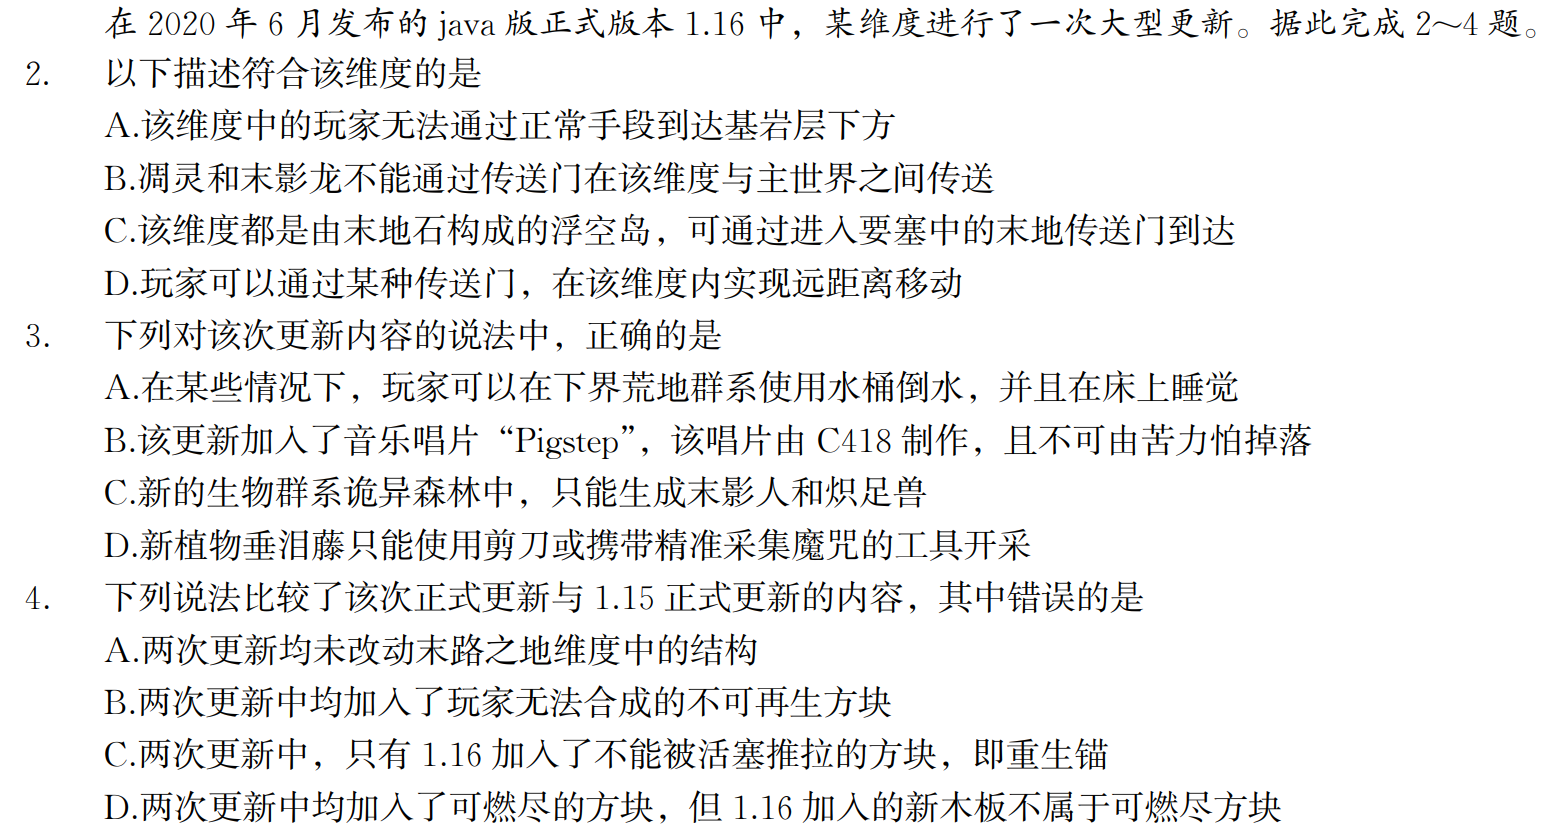 在 2020 年 6 月发布的 java 版正式版本 1.16 中，某维度进行了一次大型更新。据此完成 2～4 题。
2. 以下描述符合该维度的是
A.该维度中的玩家无法通过正常手段到达基岩层下方
B.凋灵和末影龙不能通过传送门在该维度与主世界之间传送
C.该维度都是由末地石构成的浮空岛，可通过进入要塞中的末地传送门到达
D.玩家可以通过某种传送门，在该维度内实现远距离移动
3. 下列对该次更新内容的说法中，正确的是
A.在某些情况下，玩家可以在下界荒地群系使用水桶倒水，并且在床上睡觉
B.该更新加入了音乐唱片“Pigstep”，该唱片由 C418 制作，且不可由苦力怕掉落
C.新的生物群系诡异森林中，只能生成末影人和炽足兽
D.新植物垂泪藤只能使用剪刀或携带精准采集魔咒的工具开采
4. 下列说法比较了该次正式更新与 1.15 正式更新的内容，其中错误的是
A.两次更新均未改动末路之地维度中的结构
B.两次更新中均加入了玩家无法合成的不可再生方块
C.两次更新中，只有 1.16 加入了不能被活塞推拉的方块，即重生锚
D.两次更新中均加入了可燃尽的方块，但 1.16 加入的新木板不属于可燃尽方块